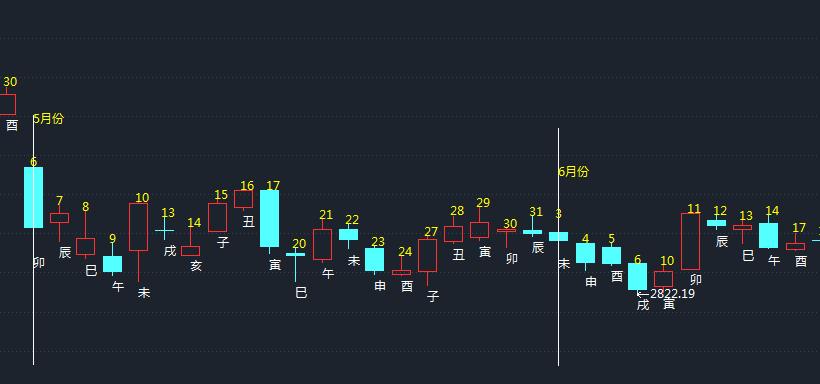 30
酉
5月份
6
卯
7
辰
8
巳
9
午
10
未
13
戌
14
亥
15
子
16
丑
17
寅
20
巳
21
午
22
未
23
申
24
酉
27
子
28
丑
29
寅
30
卯
31
辰
6月份
3
未
4
申
5
酉
6
←2822.19
戌
10
寅
11
卯
12
辰
13
巳
14
午
17
酉